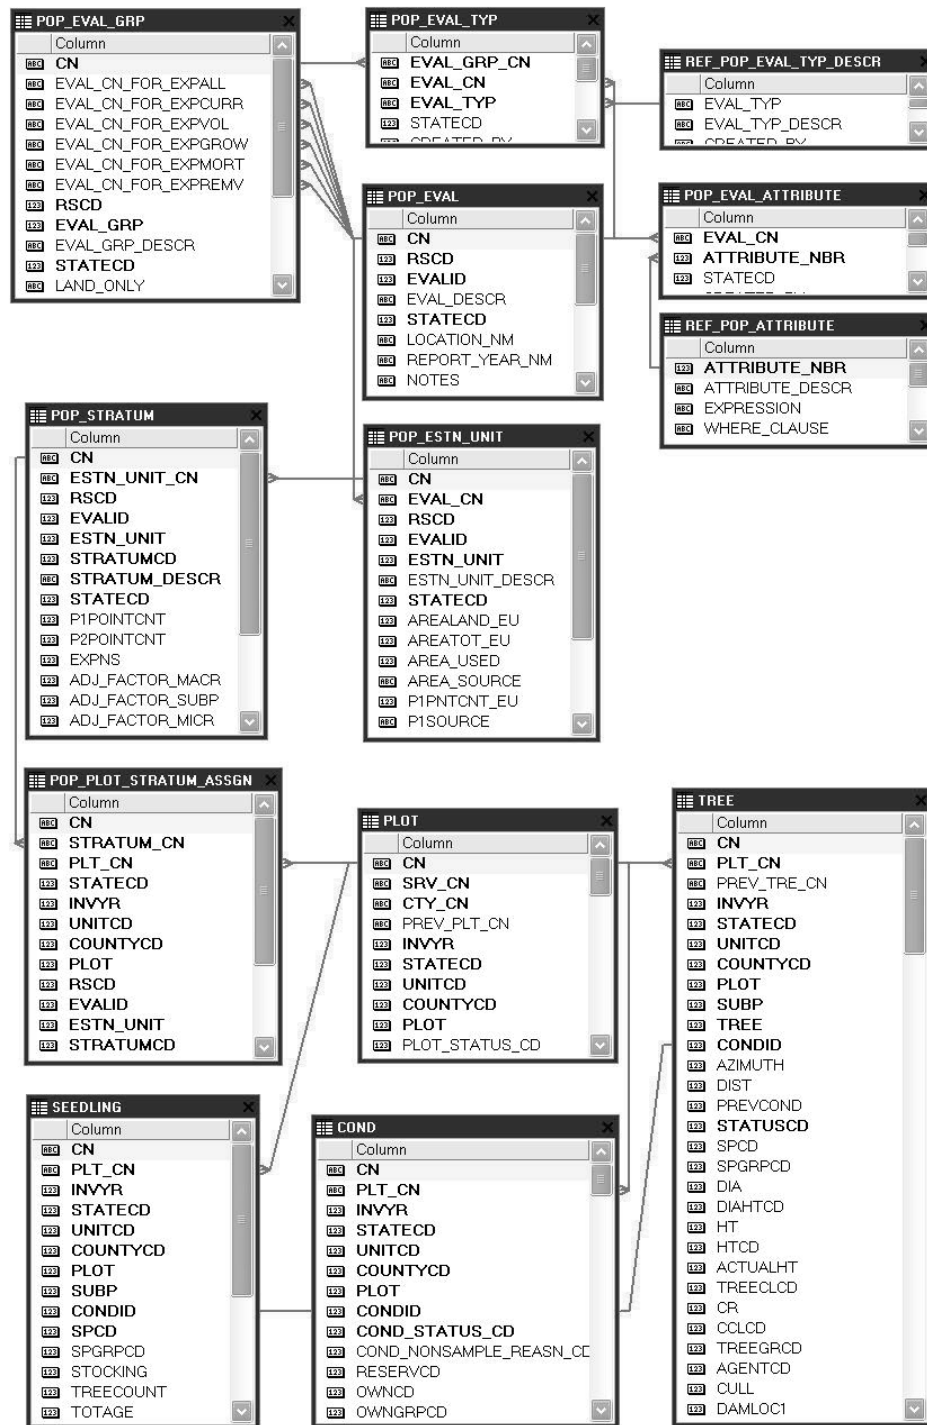 POP_EVAL_GRP
Column
CN
EVAL_CN_FOR_EXPALL
EVAL_CN_FOR_EXPCURR
EVAL_CN_FOR_EXPVOL
EVAL_CN_FOR_EXPGROW
EVAL_CN_FOR_EXPMORT
EVAL_CN_FOR_EXPREMV
RSCD
EVAL_GRP
EVAL_GRP_DESCR
STATECD
LAND_ONLY
POP_EVAL_TYP
Column
EVAL_GRP_CN
EVAL_CN
EVAL_TYP
STATECD
CREATED_BY
REF_POP_EVAL_TYP_DESCR
Column
EVAL_TYP
EVAL_TYP_DESCR
CREATED_BY
POP_EVAL
Column
CN
RSCD
EVALID
EVAL_DESCR
STATECD
LOCATION_NM
REPORT_YEAR_NM
NOTES
POP_EVAL_ATTRIBUTE
Column
EVAL_CN
ATTRIBUTE_NBR
STATECD
REF_POP_ATTRIBUTE
Column
ATTRIBUTE_NBR
ATTRIBUTE_DESCR
EXPRESSION
WHERE_CLAUSE
POP_STRATUM
Column
CN
ESTN_UNIT_CN
RSCD
EVALID
ESTN_UNIT
STRATUMCD
STRATUM_DESCR
STATECD
P1POINTCNT
P2POINTCNT
EXPNS
ADJ_FACTOR_MACR
ADJ_FACTOR_SUBP
ADJ_FACTOR_MICR
POP_ESTN_UNIT
Column
CN
EVAL_CN
RSCD
EVALID
ESTN_UNIT
ESTN_UNIT_DESCR
STATECD
AREALAND_EU
AREATOT_EU
AREA_USED
AREA_SOURCE
P1PNTCNT_EU
P1SOURCE
POP_PLOT_STRATUM_ASSGN
Column
CN
STRATUM_CN
PLT_CN
STATECD
INVYR
UNITCD
COUNTYCD
PLOT
RSCD
EVALID
ESTN_UNIT
STRATUMCD
PLOT
Column
CN
SRV_CN
CTY_CN
PREV_PLT_CN
INVYR
STATECD
UNITCD
COUNTYCD
PLOT
PLOT_STATUS_CD
TREE
Column
CN
PLT_CN
PREV_TRE_CN
INVYR
STATECD
UNITCD
COUNTYCD
PLOT
SUBP
TREE
CONDID
AZIMUTH
DIST
PREVCOND
STATUSCD
SPCD
SPGRPCD
DIA
DIAHTCD
HT
HTCD
ACTUALHT
TREECLCD
CR
CCLCD
TREEGRCD
AGENTCD
CULL
DAMLOC1
SEEDLING
Column
CN
PLT_CN
INVYR
STATECD
UNITCD
COUNTYCD
PLOT
SUBP
CONDID
SPCD
SPGRPCD
STOCKING
TREECOUNT
TOTAGE
COND
Column
CN
PLT_CN
INVYR
STATECD
UNITCD
COUNTYCD
PLOT
CONDID
COND_STATUS_CD
COND_NONSAMPLE_REASN_CD
RESERVCD
OWNCD
OWNGRPCD